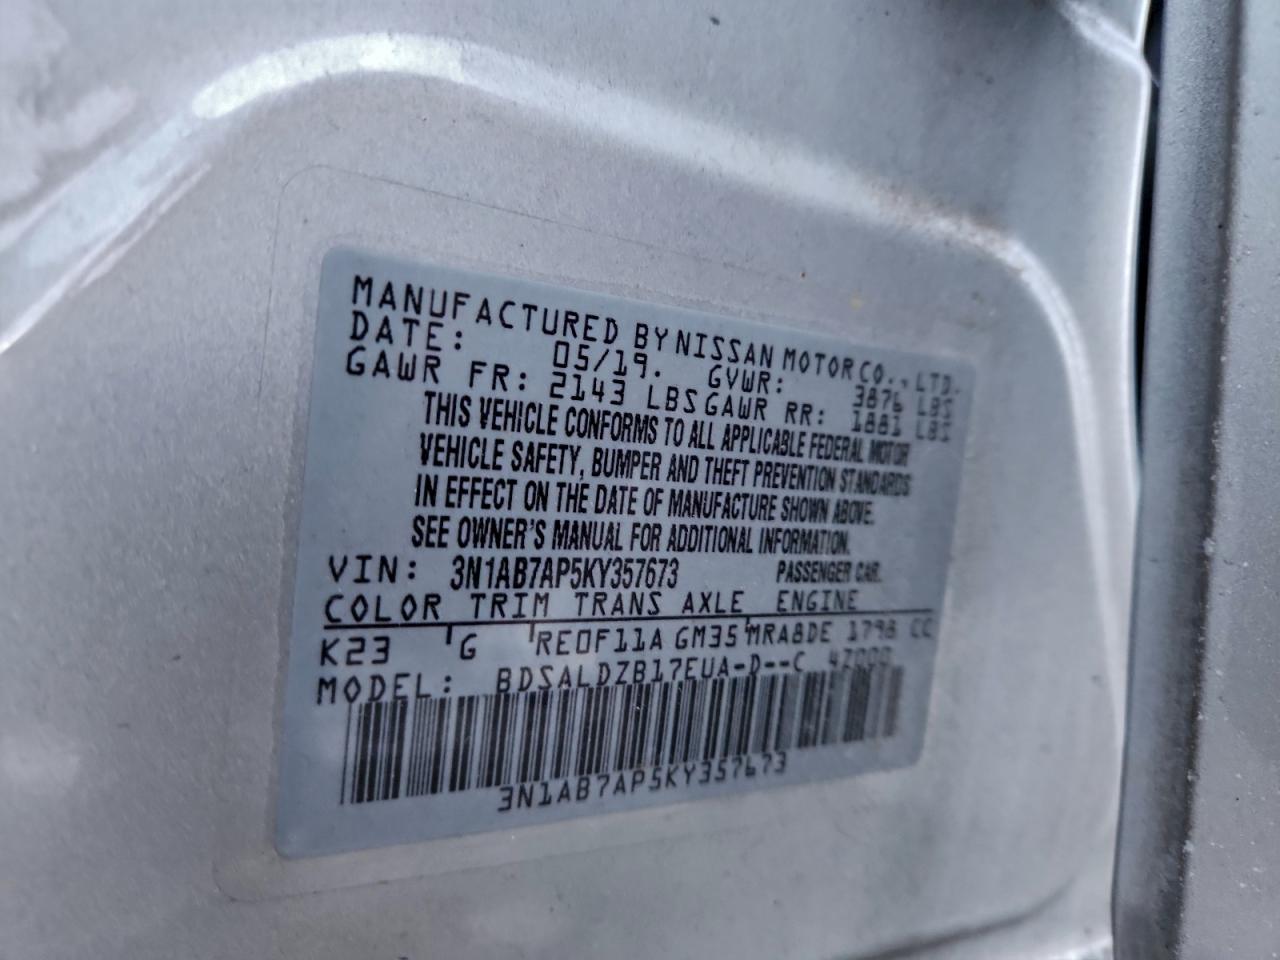 MANUFACTURED BY NISSAN MOTOR CO., LTD.
DATE: 05/19. GVWR: 3876 LBS
GAWR FR: 2143 LBS GAWR RR: 1881 LBS
THIS VEHICLE CONFORMS TO ALL APPLICABLE FEDERAL MOTOR
VEHICLE SAFETY, BUMPER AND THEFT PREVENTION STANDARDS
IN EFFECT ON THE DATE OF MANUFACTURE SHOWN ABOVE.
SEE OWNER'S MANUAL FOR ADDITIONAL INFORMATION.
VIN: 3N1AB7AP5KY357673 PASSENGER CAR.
COLOR TRIM TRANS AXLE ENGINE
K23 G RE0F11A GM35 MRA8DE 1798 CC
MODEL: BDSALDZB17EUA-D--C 42000
3N1AB7AP5KY357673